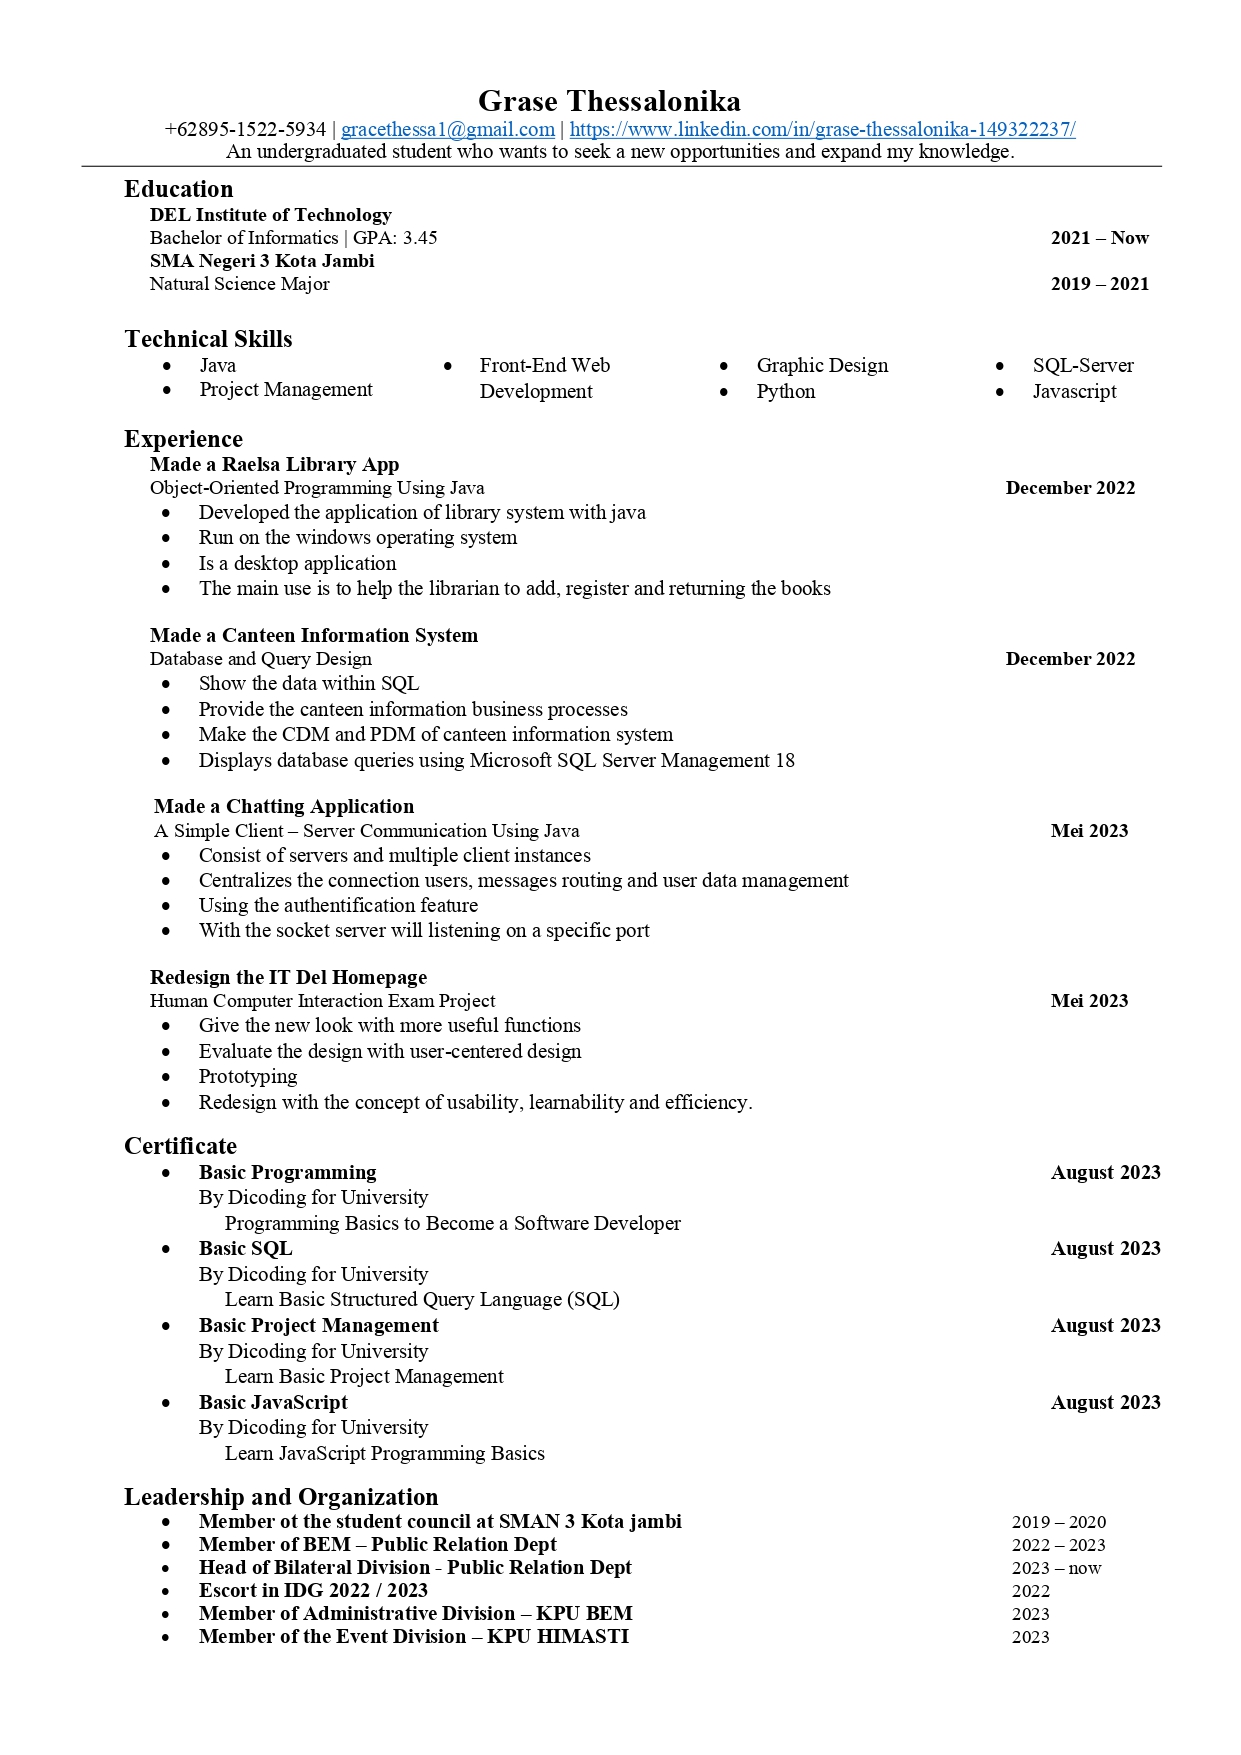 Grase Thessalonika
+62895-1522-5934 | gracethessa1@gmail.com | https://www.linkedin.com/in/grase-thessalonika-149322237/
An undergraduated student who wants to seek a new opportunities and expand my knowledge.
Education
DEL Institute of Technology
Bachelor of Informatics | GPA: 3.45 2021 – Now
SMA Negeri 3 Kota Jambi
Natural Science Major 2019 – 2021
Technical Skills
• Java
• Project Management
• Front-End Web
Development
• Graphic Design
• Python
• SQL-Server
• Javascript
Experience
Made a Raelsa Library App
Object-Oriented Programming Using Java December 2022
• Developed the application of library system with java
• Run on the windows operating system
• Is a desktop application
• The main use is to help the librarian to add, register and returning the books
Made a Canteen Information System
Database and Query Design December 2022
• Show the data within SQL
• Provide the canteen information business processes
• Make the CDM and PDM of canteen information system
• Displays database queries using Microsoft SQL Server Management 18
Made a Chatting Application
A Simple Client – Server Communication Using Java Mei 2023
• Consist of servers and multiple client instances
• Centralizes the connection users, messages routing and user data management
• Using the authentification feature
• With the socket server will listening on a specific port
Redesign the IT Del Homepage
Human Computer Interaction Exam Project Mei 2023
• Give the new look with more useful functions
• Evaluate the design with user-centered design
• Prototyping
• Redesign with the concept of usability, learnability and efficiency.
Certificate
• Basic Programming August 2023
By Dicoding for University
Programming Basics to Become a Software Developer
• Basic SQL August 2023
By Dicoding for University
Learn Basic Structured Query Language (SQL)
• Basic Project Management August 2023
By Dicoding for University
Learn Basic Project Management
• Basic JavaScript August 2023
By Dicoding for University
Learn JavaScript Programming Basics
Leadership and Organization
• Member ot the student council at SMAN 3 Kota jambi 2019 – 2020
• Member of BEM – Public Relation Dept 2022 – 2023
• Head of Bilateral Division - Public Relation Dept 2023 – now
• Escort in IDG 2022 / 2023 2022
• Member of Administrative Division – KPU BEM 2023
• Member of the Event Division – KPU HIMASTI 2023